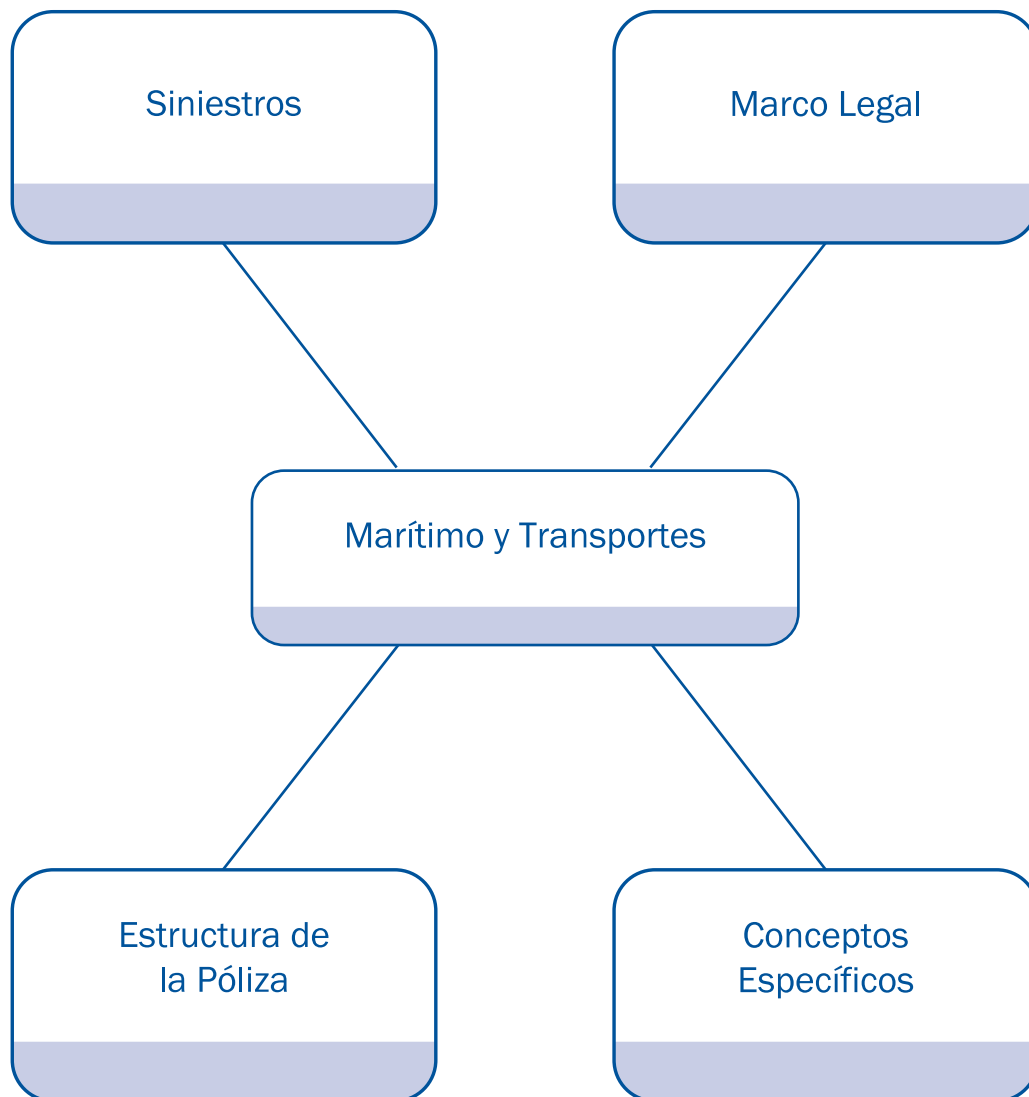 Siniestros
Marco Legal
Marítimo y Transportes
Estructura de
la Póliza
Conceptos
Específicos